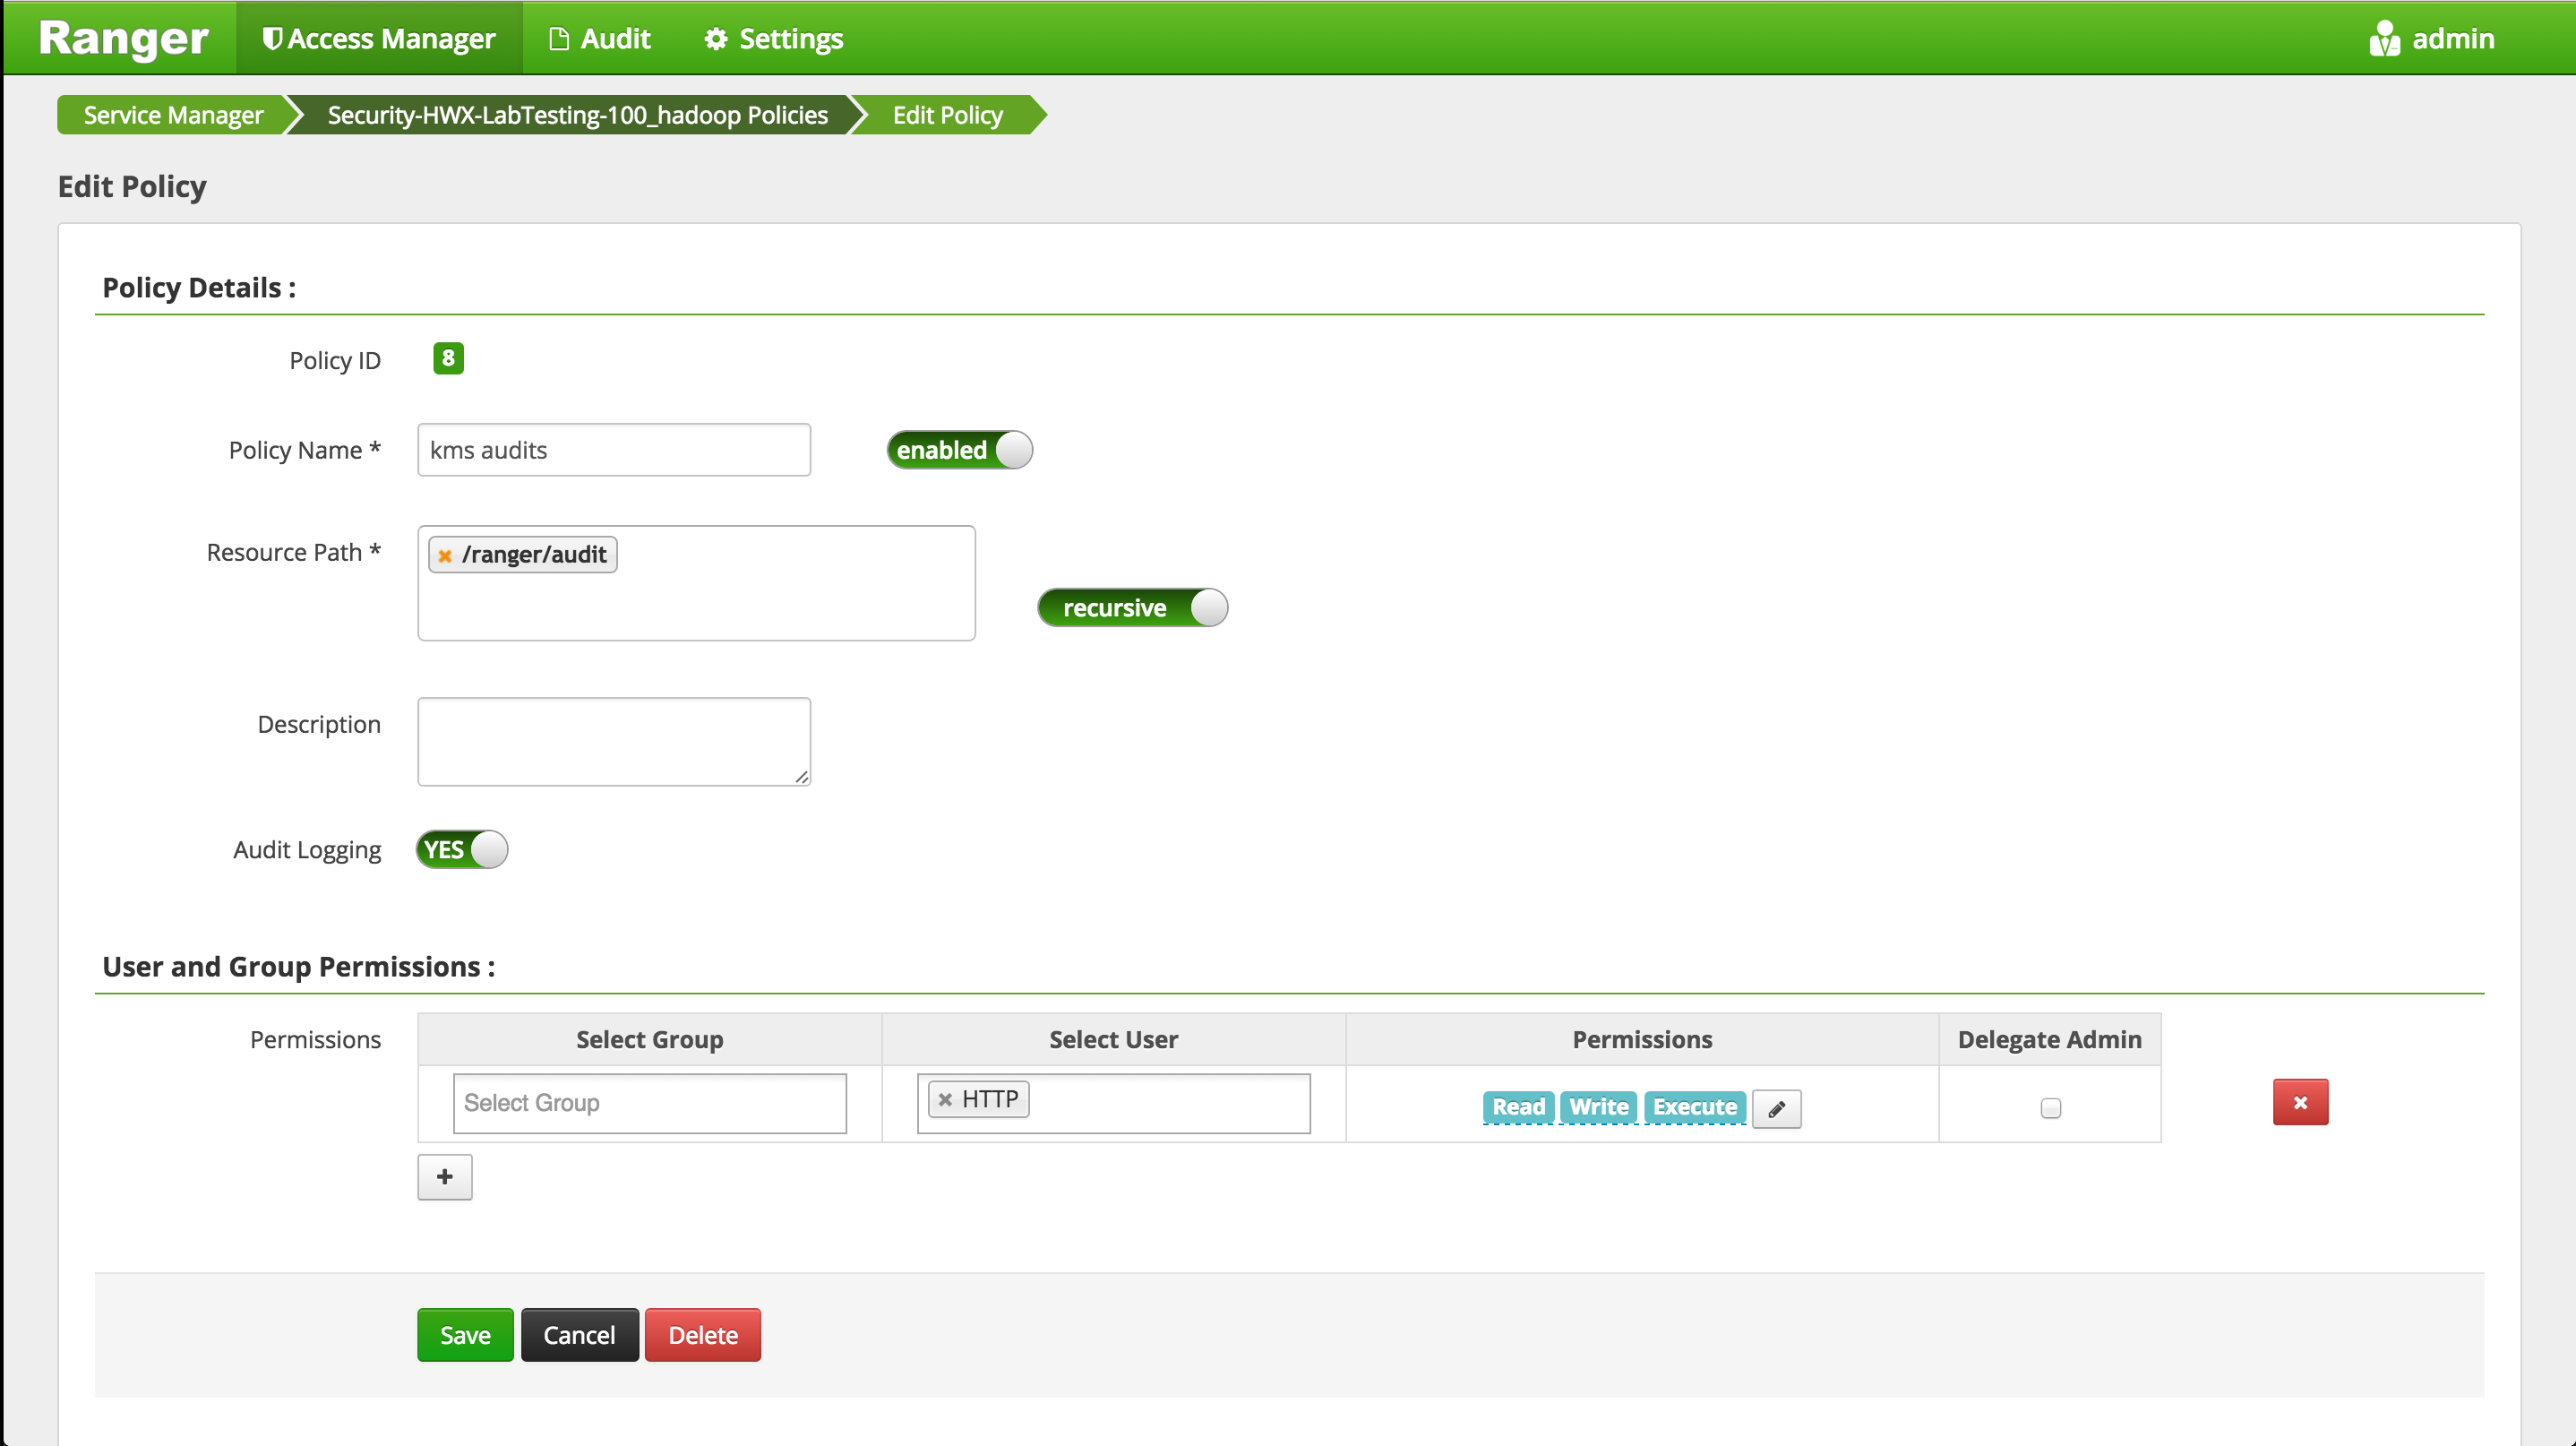 Ranger Access Manager Audit Settings admin
Service Manager Security-HWX-LabTesting-100_hadoop Policies Edit Policy
Edit Policy
Policy Details :
Policy ID 8
Policy Name * kms audits enabled
Resource Path * /ranger/audit
recursive
Description
Audit Logging YES
User and Group Permissions :
Permissions Select Group Select User Permissions Delegate Admin
Select Group HTTP Read Write Execute
Save Cancel Delete